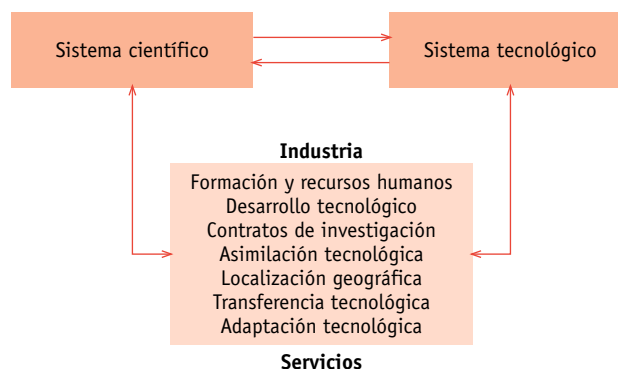 Sistema científico
Sistema tecnológico
Industria
Formación y recursos humanos
Desarrollo tecnológico
Contratos de investigación
Asimilación tecnológica
Localización geográfica
Transferencia tecnológica
Adaptación tecnológica
Servicios